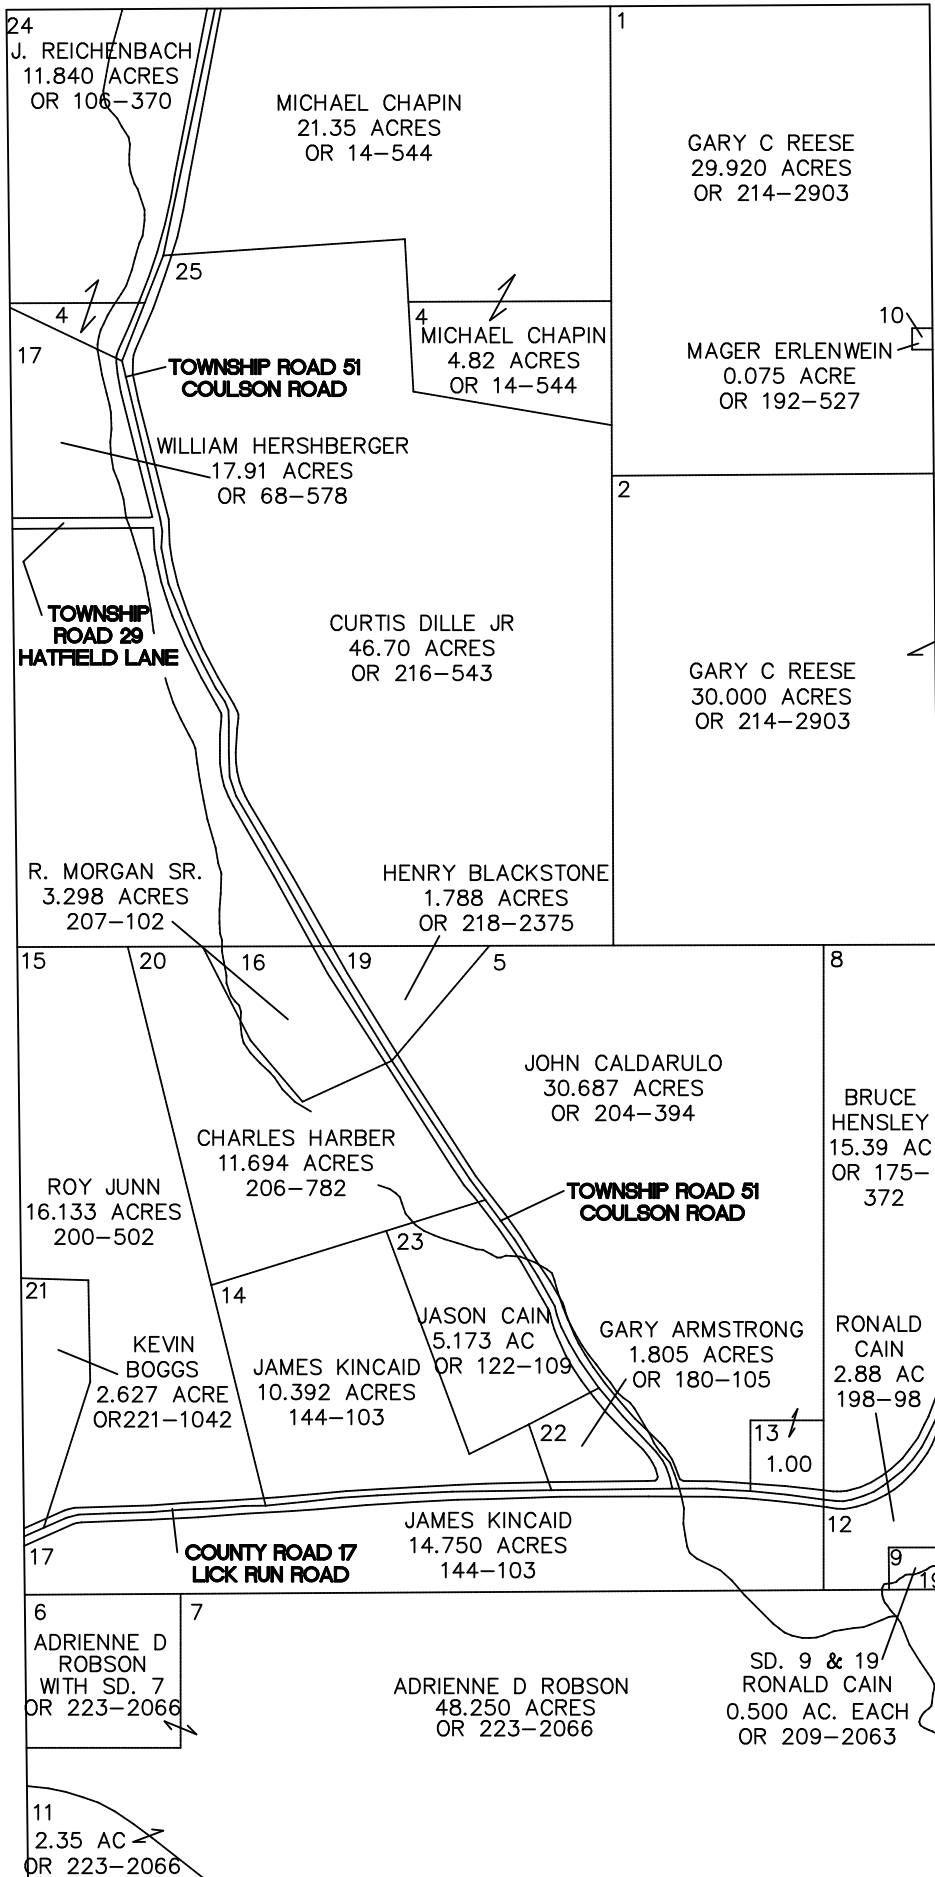 24
J. REICHENBACH
11.840 ACRES
OR 106-370
MICHAEL CHAPIN
21.35 ACRES
OR 14-544
1
GARY C REESE
29.920 ACRES
OR 214-2903
25
4
17
TOWNSHIP ROAD 51
COULSON ROAD
4
MICHAEL CHAPIN
4.82 ACRES
OR 14-544
10
MAGER ERLENWEIN
0.075 ACRE
OR 192-527
WILLIAM HERSHBERGER
17.91 ACRES
OR 68-578
2
TOWNSHIP
ROAD 29
HATFIELD LANE
CURTIS DILLE JR
46.70 ACRES
OR 216-543
GARY C REESE
30.000 ACRES
OR 214-2903
R. MORGAN SR.
3.298 ACRES
207-102
HENRY BLACKSTONE
1.788 ACRES
OR 218-2375
15
20
16
19
5
8
JOHN CALDARULO
30.687 ACRES
OR 204-394
BRUCE
HENSLEY
15.39 AC
OR 175-
372
CHARLES HARBER
11.694 ACRES
206-782
ROY JUNN
16.133 ACRES
200-502
TOWNSHIP ROAD 51
COULSON ROAD
23
21
14
KEVIN
BOGGS
2.627 ACRE
OR221-1042
JAMES KINCAID
10.392 ACRES
144-103
JASON CAIN
5.173 AC
OR 122-109
GARY ARMSTRONG
1.805 ACRES
OR 180-105
RONALD
CAIN
2.88 AC
198-98
22
13
1.00
12
JAMES KINCAID
14.750 ACRES
144-103
17
COUNTY ROAD 17
LICK RUN ROAD
9
19
6
7
ADRIENNE D
ROBSON
WITH SD. 7
OR 223-2066
ADRIENNE D ROBSON
48.250 ACRES
OR 223-2066
SD. 9 & 19
RONALD CAIN
0.500 AC. EACH
OR 209-2063
11
2.35 AC
OR 223-2066